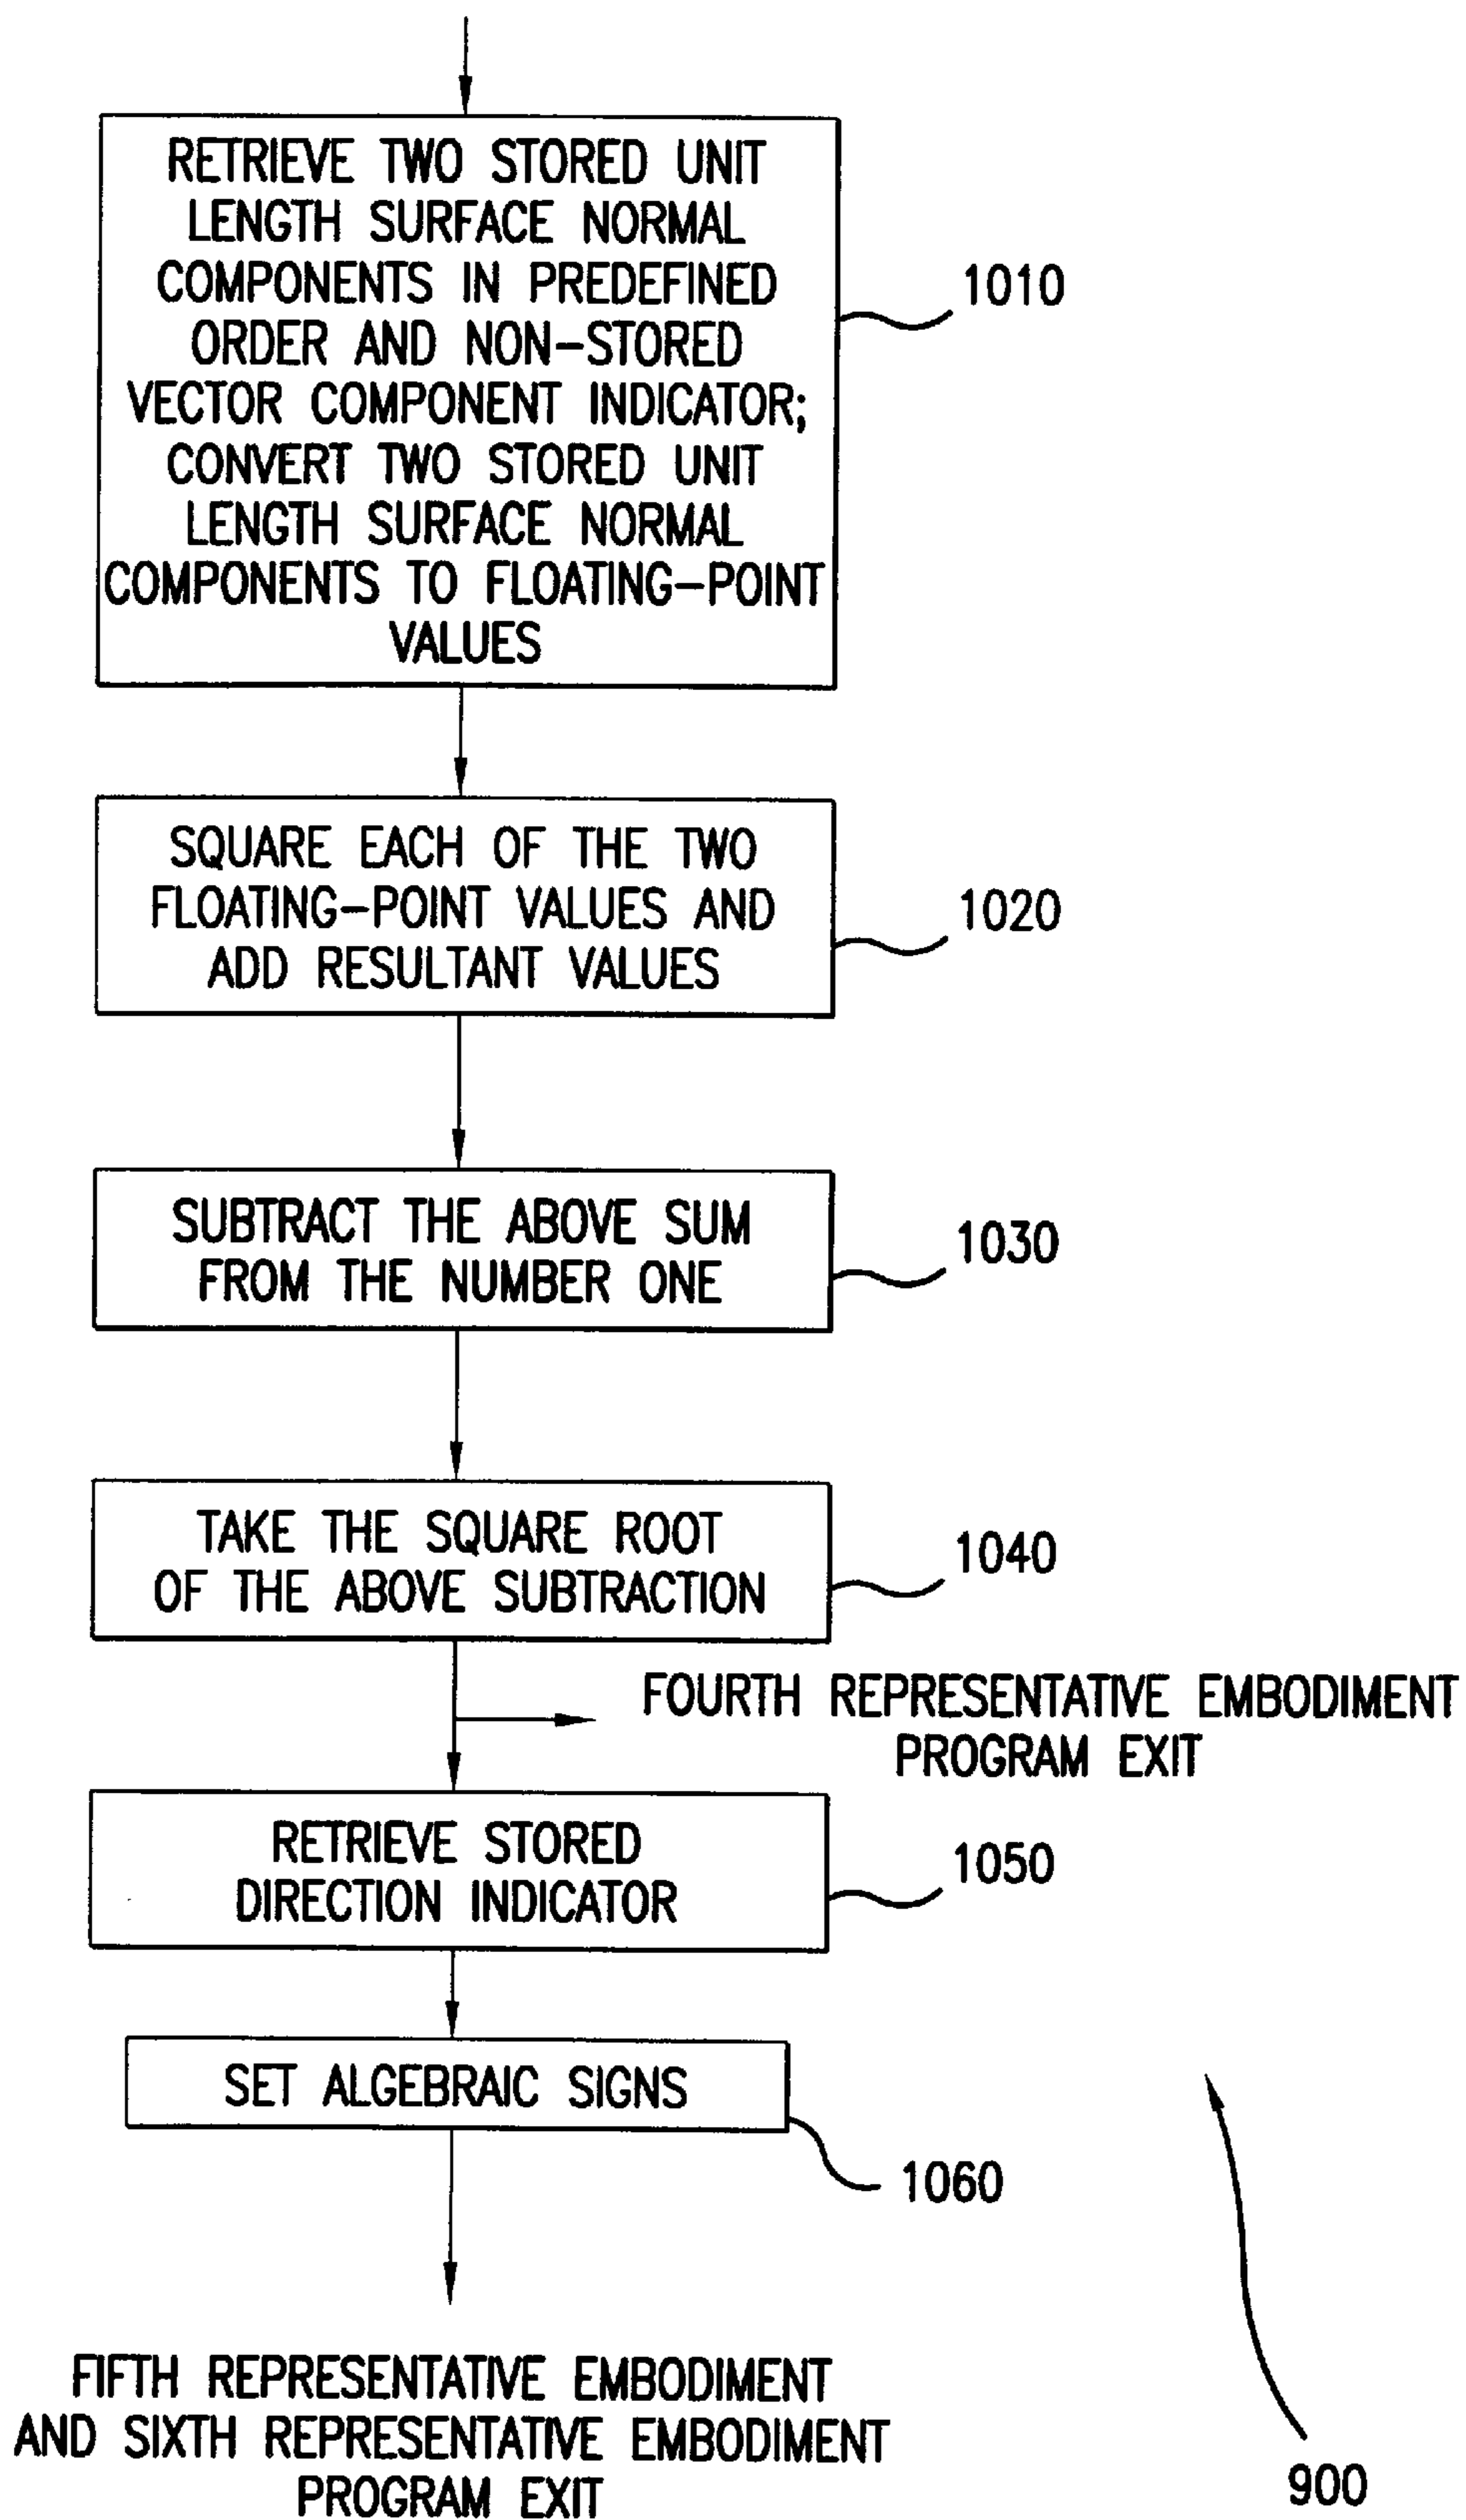 RETRIEVE TWO STORED UNIT
LENGTH SURFACE NORMAL
COMPONENTS IN PREDEFINED
ORDER AND NON-STORED
VECTOR COMPONENT INDICATOR;
CONVERT TWO STORED UNIT
LENGTH SURFACE NORMAL
COMPONENTS TO FLOATING-POINT
VALUES
1010
SQUARE EACH OF THE TWO
FLOATING-POINT VALUES AND
ADD RESULTANT VALUES
1020
SUBTRACT THE ABOVE SUM
FROM THE NUMBER ONE
1030
TAKE THE SQUARE ROOT
OF THE ABOVE SUBTRACTION
1040
FOURTH REPRESENTATIVE EMBODIMENT
PROGRAM EXIT
RETRIEVE STORED
DIRECTION INDICATOR
1050
SET ALGEBRAIC SIGNS
1060
FIFTH REPRESENTATIVE EMBODIMENT
AND SIXTH REPRESENTATIVE EMBODIMENT
PROGRAM EXIT
900